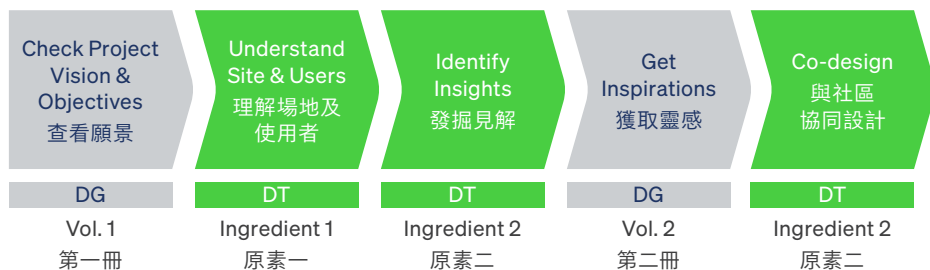 Check Project
Vision &
Objectives
查看願景
Understand
Site & Users
理解場地及
使用者
Identify
Insights
發掘見解
Get
Inspirations
獲取靈感
Co-design
與社區
協同設計
DG
DT
DT
DG
DT
Vol. 1
第一冊
Ingredient 1
原素一
Ingredient 2
原素二
Vol. 2
第二冊
Ingredient 2
原素二